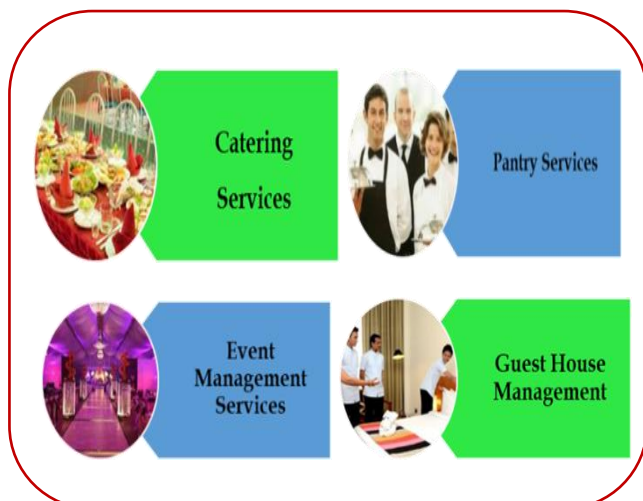 Catering
Services
Pantry Services
Event
Management
Services
Guest House
Management